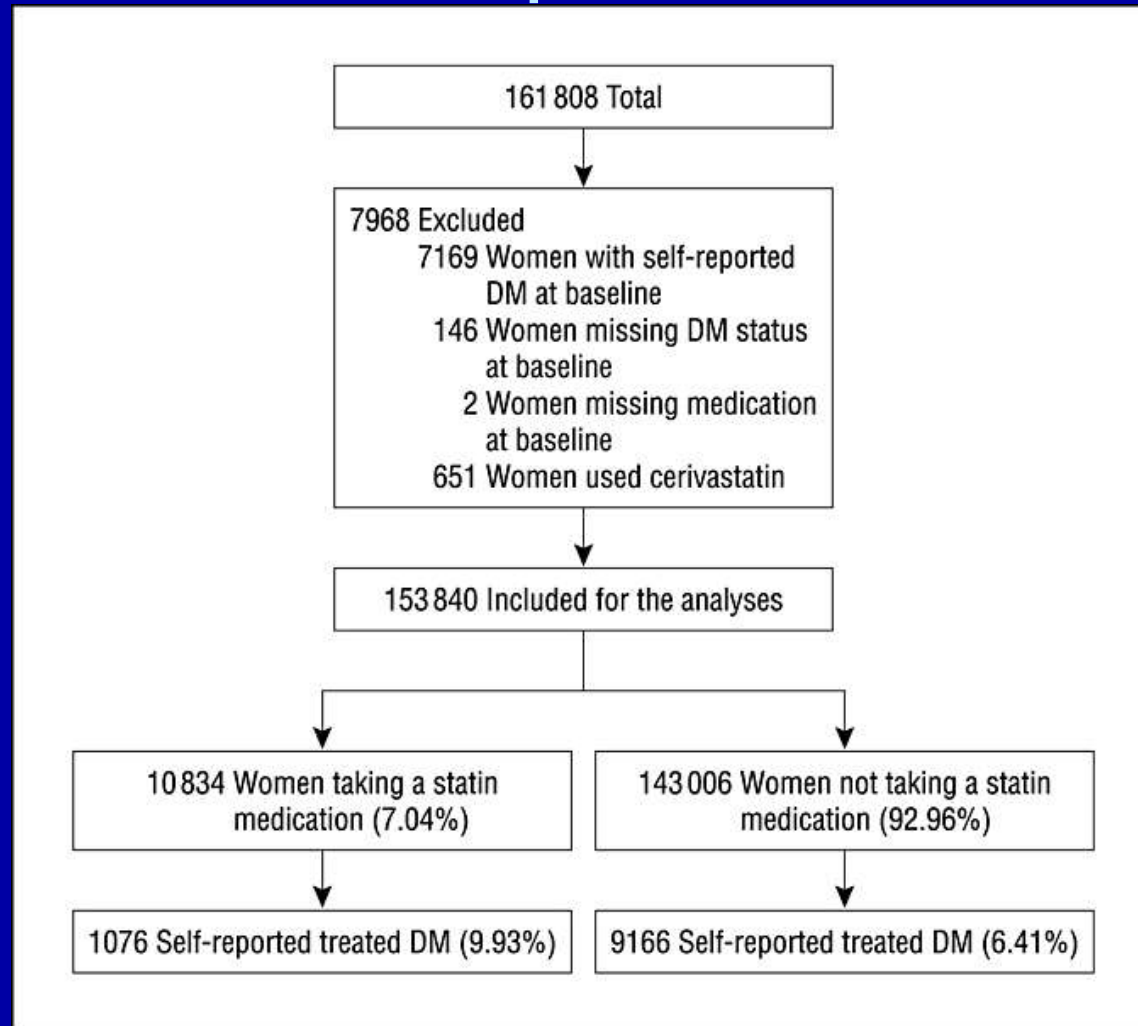 161 808 Total
7968 Excluded
7169 Women with self-reported
DM at baseline
146 Women missing DM status
at baseline
2 Women missing medication
at baseline
651 Women used cerivastatin
153 840 Included for the analyses
10 834 Women taking a statin
medication (7.04%)
143 006 Women not taking a statin
medication (92.96%)
1076 Self-reported treated DM (9.93%)
9166 Self-reported treated DM (6.41%)